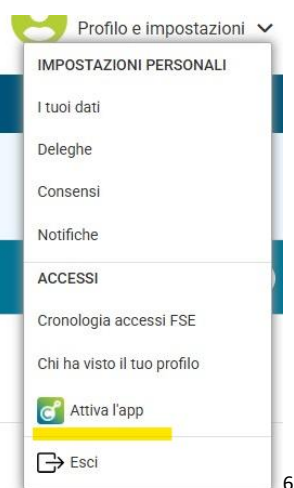 Profilo e impostazioni
IMPOSTAZIONI PERSONALI
I tuoi dati
Deleghe
Consensi
Notifiche
ACCESSI
Cronologia accessi FSE
Chi ha visto il tuo profilo
Attiva l'app
Esci
6